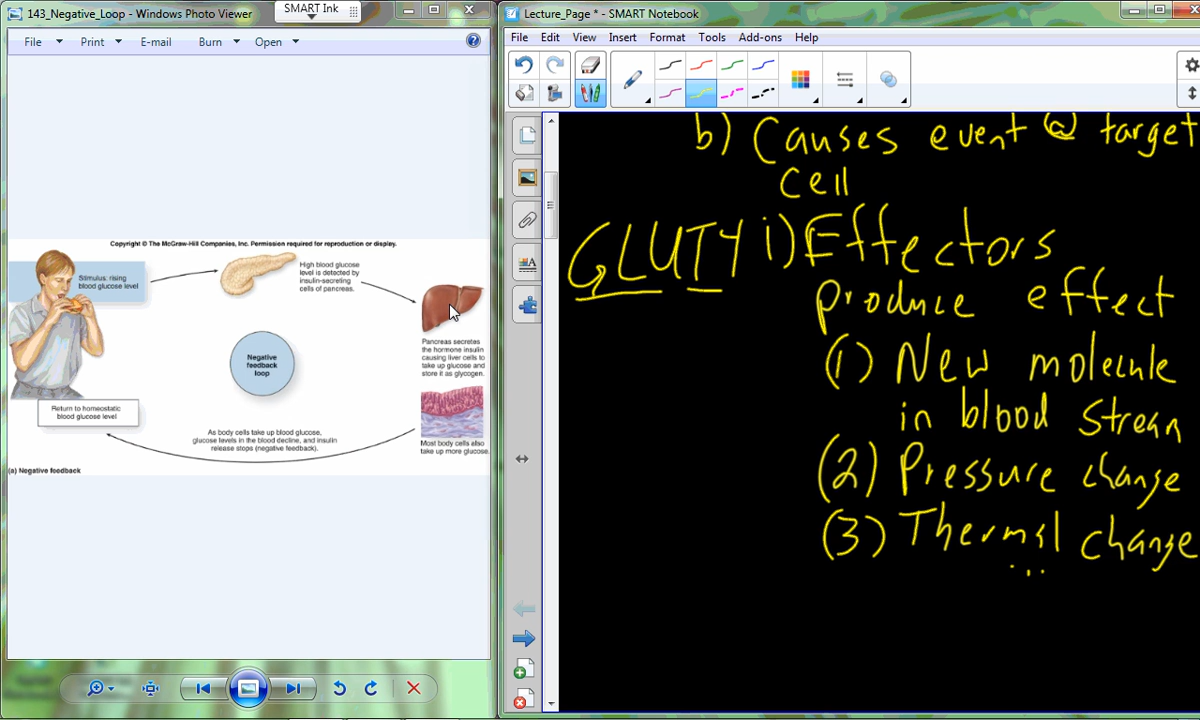 143_Negative_Loop - Windows Photo Viewer
SMART Ink
File Print E-mail Burn Open
Copyright © The McGraw-Hill Companies, Inc. Permission required for reproduction or display.
Stimulus: rising
blood glucose level
High blood glucose
level is detected by
insulin-secreting
cells of pancreas.
Negative
feedback
loop
Pancreas secretes
the hormone insulin
causing liver cells to
take up glucose and
store it as glycogen.
Return to homeostatic
blood glucose level
As body cells take up blood glucose,
glucose levels in the blood decline, and insulin
release stops (negative feedback).
Most body cells also
take up more glucose.
(a) Negative feedback
Lecture_Page * - SMART Notebook
File Edit View Insert Format Tools Add-ons Help
b) Causes event @ target
cell
GLUTY i) Effectors
produce effect
(1) New molecule
in blood stream
(2) Pressure change
(3) Thermal change
...